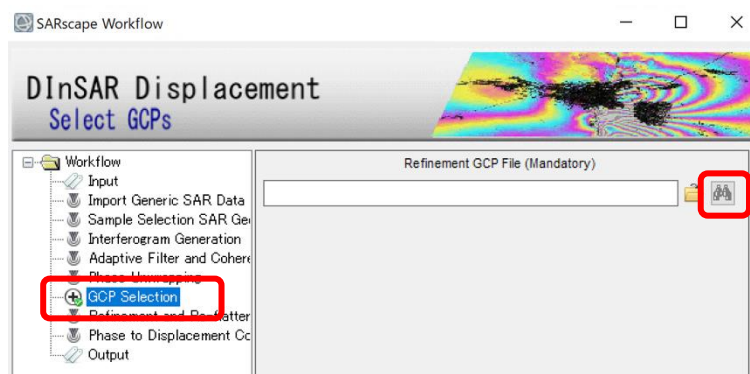 SARscape Workflow
DInSAR Displacement
Select GCPs
Workflow
Input
Import Generic SAR Data
Sample Selection SAR Ge
Interferogram Generation
Adaptive Filter and Cohere
Phase Unwrapping
GCP Selection
Refinement and Re-flatter
Phase to Displacement Co
Output
Refinement GCP File (Mandatory)